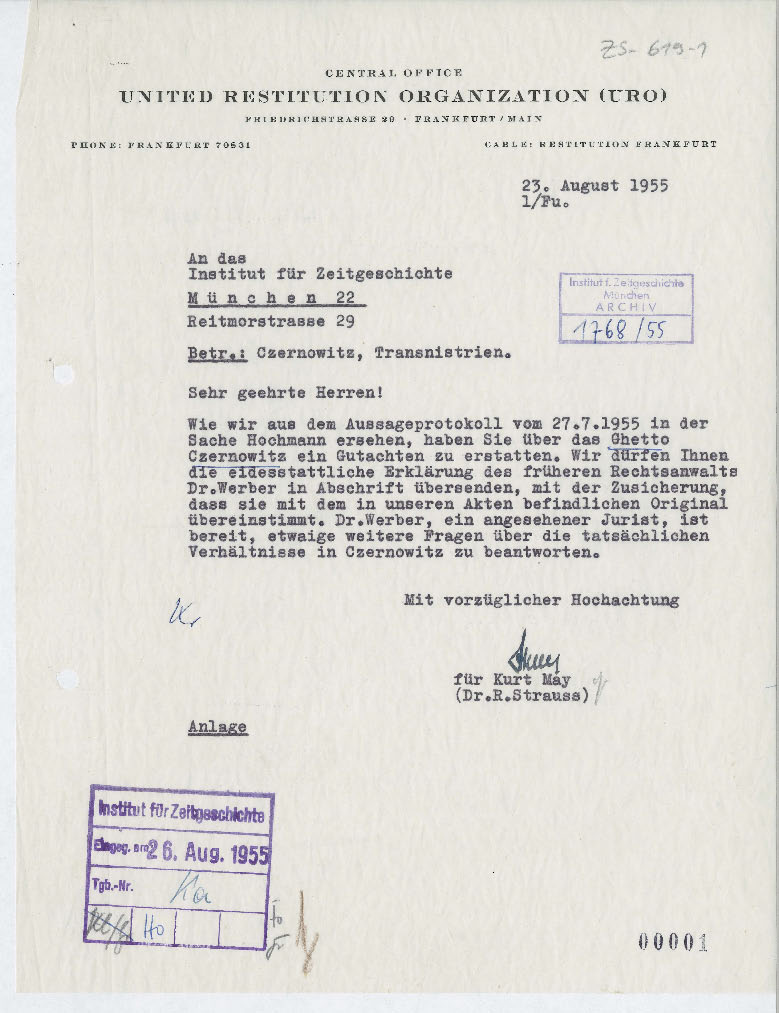 ZS-619-1
CENTRAL OFFICE
UNITED RESTITUTION ORGANIZATION (URO)
FRIEDRICHSTRASSE 29 · FRANKFURT/MAIN
PHONE: FRANKFURT 70831
CABLE: RESTITUTION FRANKFURT
23. August 1955
1/Fu.
An das
Institut für Zeitgeschichte
M ü n c h e n 22
Reitmorstrasse 29
Institut f. Zeitgeschichte
München
ARCHIV
1768/55
Betr.: Czernowitz, Transnistrien.
Sehr geehrte Herren!
Wie wir aus dem Aussageprotokoll vom 27.7.1955 in der
Sache Hochmann ersehen, haben Sie über das Ghetto
Czernowitz ein Gutachten zu erstatten. Wir dürfen Ihnen
die eidesstattliche Erklärung des früheren Rechtsanwalts
Dr.Werber in Abschrift übersenden, mit der Zusicherung,
dass sie mit dem in unseren Akten befindlichen Original
übereinstimmt. Dr.Werber, ein angesehener Jurist, ist
bereit, etwaige weitere Fragen über die tatsächlichen
Verhältnisse in Czernowitz zu beantworten.
Mit vorzüglicher Hochachtung
für Kurt May
(Dr.R.Strauss)
Anlage
Institut für Zeitgeschichte
Eingeg. am 26. Aug. 1955
Tgb.-Nr.
Ho
00001